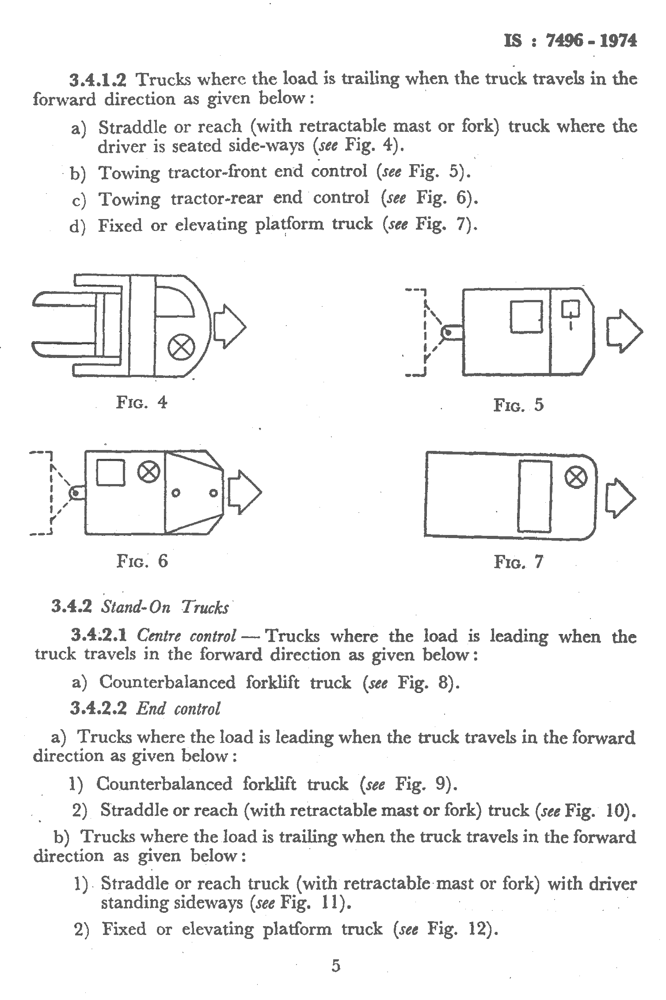 IS : 7496 - 1974
3.4.1.2 Trucks where the load is trailing when the truck travels in the
forward direction as given below :
a) Straddle or reach (with retractable mast or fork) truck where the
driver is seated side-ways (see Fig. 4).
b) Towing tractor-front end control (see Fig. 5).
c) Towing tractor-rear end control (see Fig. 6).
d) Fixed or elevating platform truck (see Fig. 7).
FIG. 4
FIG. 5
FIG. 6
FIG. 7
3.4.2 Stand-On Trucks
3.4.2.1 Centre control — Trucks where the load is leading when the
truck travels in the forward direction as given below :
a) Counterbalanced forklift truck (see Fig. 8).
3.4.2.2 End control
a) Trucks where the load is leading when the truck travels in the forward
direction as given below :
1) Counterbalanced forklift truck (see Fig. 9).
2) Straddle or reach (with retractable mast or fork) truck (see Fig. 10).
b) Trucks where the load is trailing when the truck travels in the forward
direction as given below :
1) Straddle or reach truck (with retractable mast or fork) with driver
standing sideways (see Fig. 11).
2) Fixed or elevating platform truck (see Fig. 12).
5